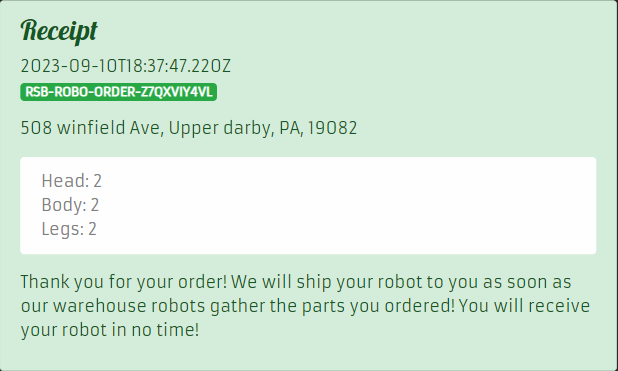 Receipt
2023-09-10T18:37:47.220Z
RSB-ROBO-ORDER-Z7QXVIY4VL
508 winfield Ave, Upper darby, PA, 19082
Head: 2
Body: 2
Legs: 2
Thank you for your order! We will ship your robot to you as soon as
our warehouse robots gather the parts you ordered! You will receive
your robot in no time!